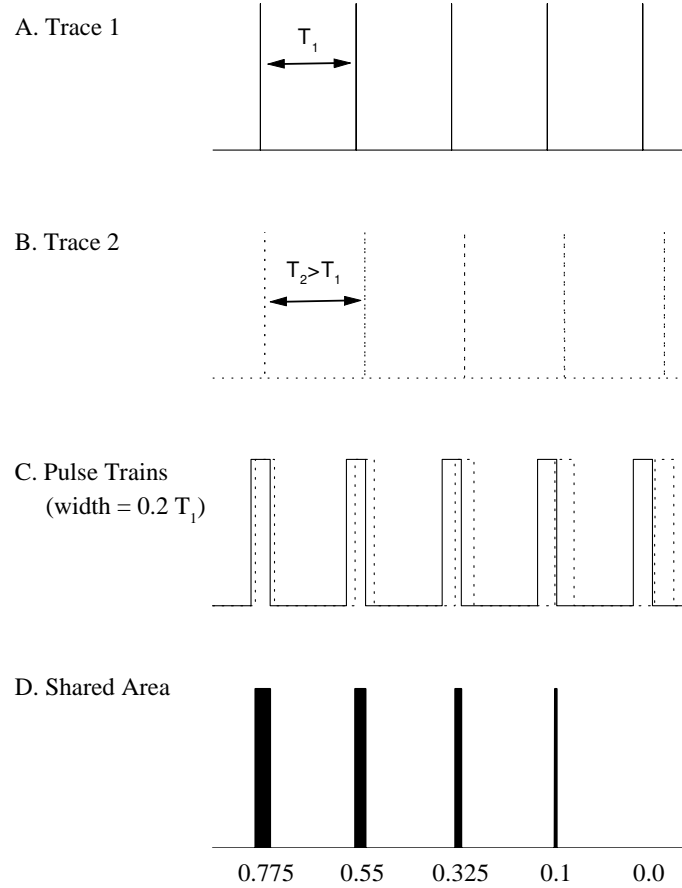 A. Trace 1
T1
B. Trace 2
T2>T1
C. Pulse Trains
(width = 0.2 T1)
D. Shared Area
0.775 0.55 0.325 0.1 0.0